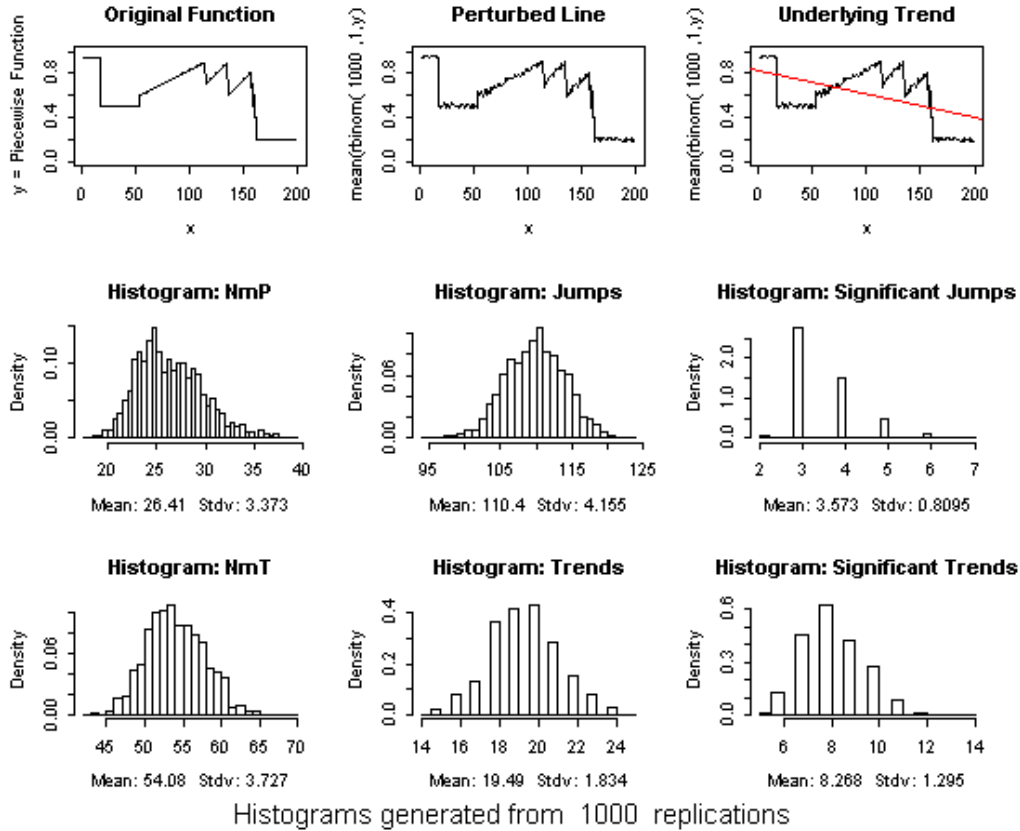 Original Function
Perturbed Line
Underlying Trend
y = Piecewise Function
0.0 0.4 0.8
0 50 100 150 200
x
mean(rbinom( 1000 ,1,y)
0.0 0.4 0.8
0 50 100 150 200
x
mean(rbinom( 1000 ,1,y)
0.0 0.4 0.8
0 50 100 150 200
x
Histogram: NmP
Density
0.00 0.10
20 25 30 35 40
Mean: 26.41 Stdv: 3.373
Histogram: Jumps
Density
0.00 0.06
95 105 115 125
Mean: 110.4 Stdv: 4.155
Histogram: Significant Jumps
Density
0.0 1.0 2.0
2 3 4 5 6 7
Mean: 3.573 Stdv: 0.8095
Histogram: NmT
Density
0.00 0.06
45 50 55 60 65 70
Mean: 54.08 Stdv: 3.727
Histogram: Trends
Density
0.0 0.2 0.4
14 16 18 20 22 24
Mean: 19.49 Stdv: 1.834
Histogram: Significant Trends
Density
0.0 0.3 0.6
6 8 10 12 14
Mean: 8.268 Stdv: 1.295
Histograms generated from 1000 replications